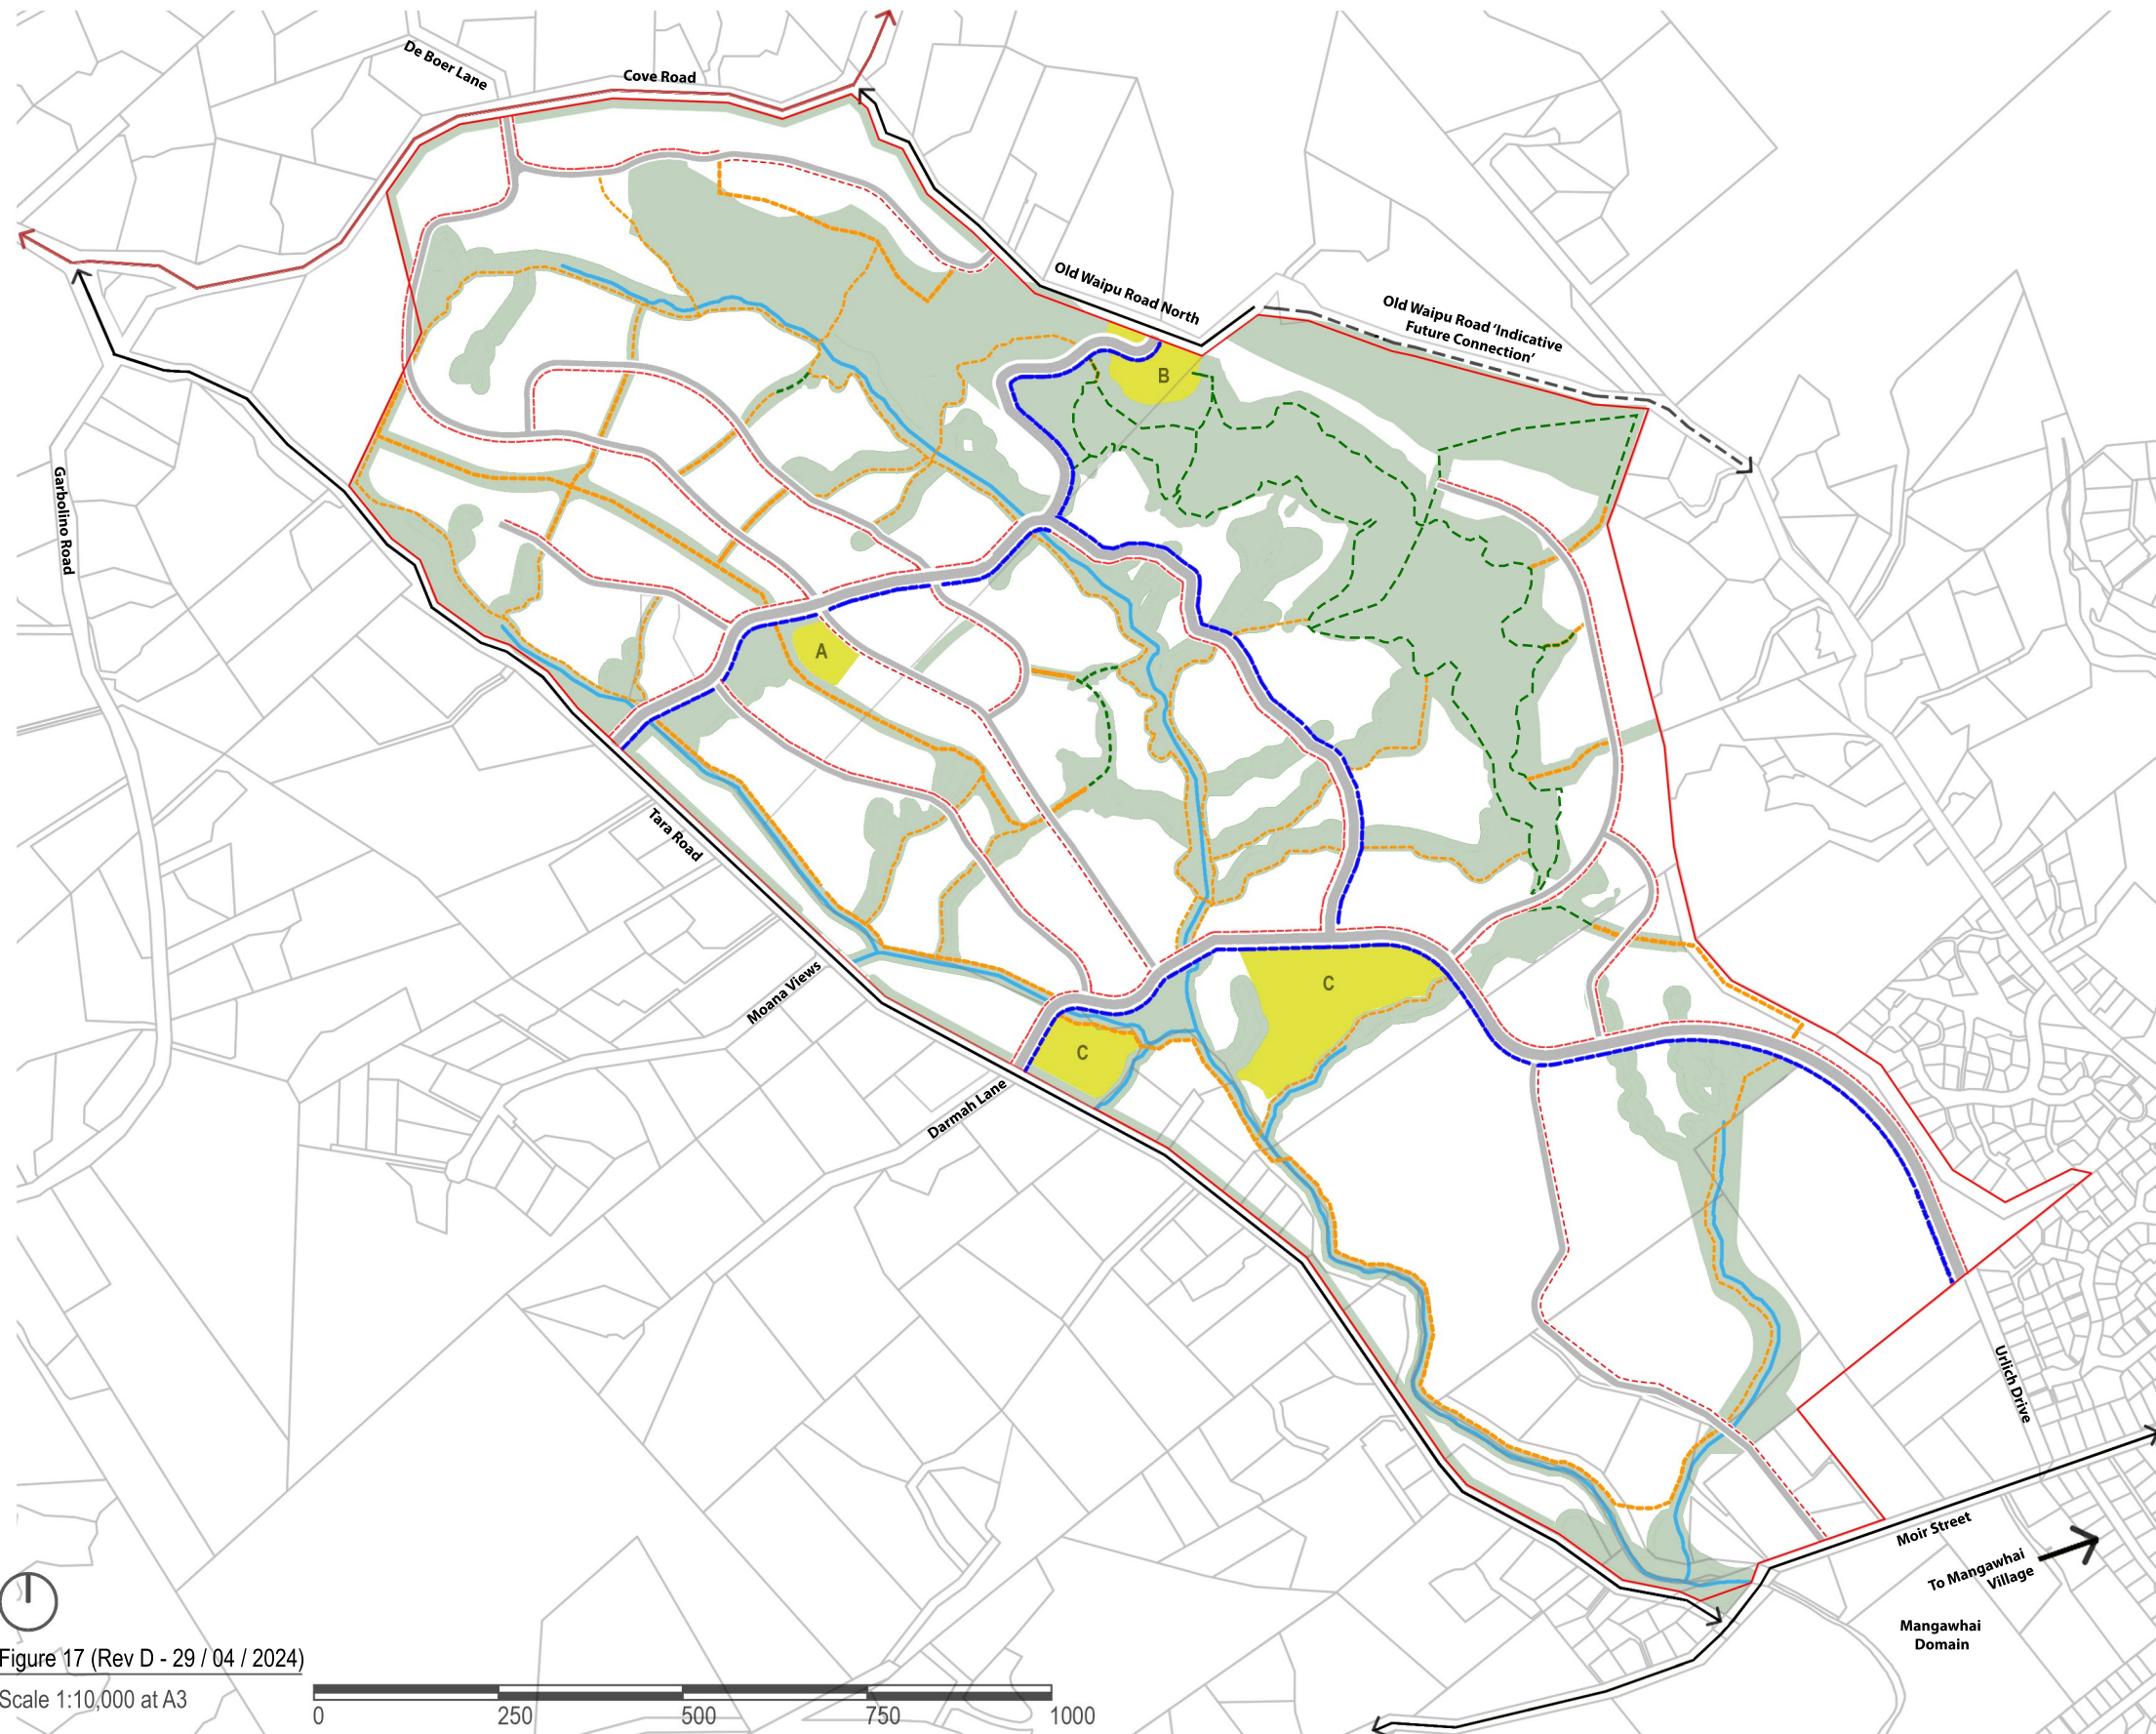 De Boer Lane
Cove Road
Old Waipu Road North
Old Waipu Road 'Indicative
Future Connection'
B
Garbolino Road
A
Tara Road
C
Moana Views
C
Darmah Lane
Urlich Drive
Moir Street
To Mangawhai
Village
Mangawhai
Domain
Figure 17 (Rev D - 29 / 04 / 2024)
Scale 1:10,000 at A3
0 250 500 750 1000